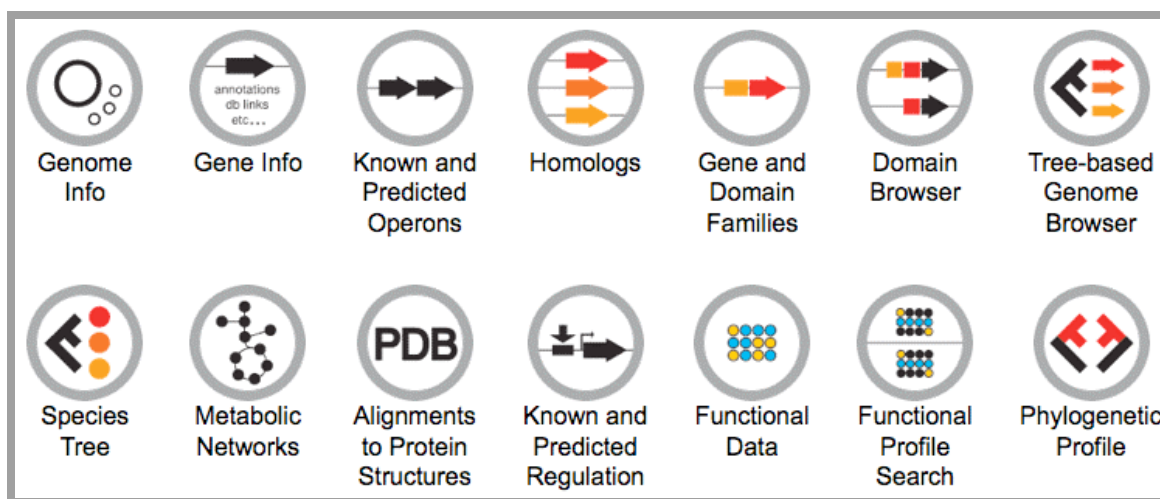 annotations
db links
etc...
Genome
Info
Gene Info
Known and
Predicted
Operons
Homologs
Gene and
Domain
Families
Domain
Browser
Tree-based
Genome
Browser
PDB
Species
Tree
Metabolic
Networks
Alignments
to Protein
Structures
Known and
Predicted
Regulation
Functional
Data
Functional
Profile
Search
Phylogenetic
Profile